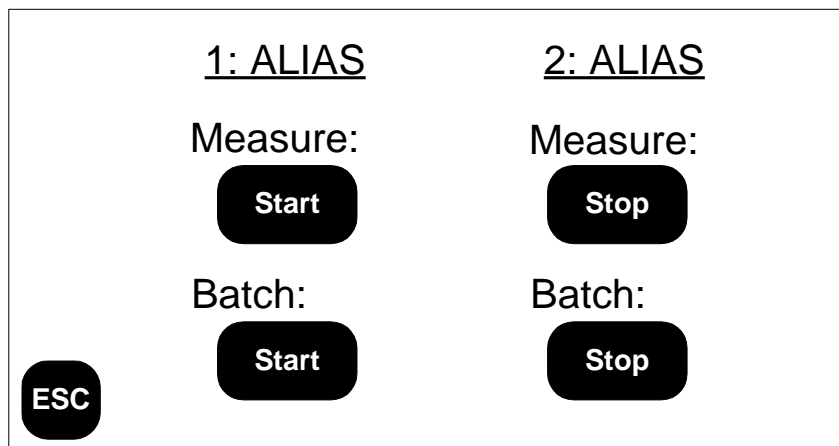 1: ALIAS
Measure:
Start
Batch:
Start
2: ALIAS
Measure:
Stop
Batch:
Stop
ESC